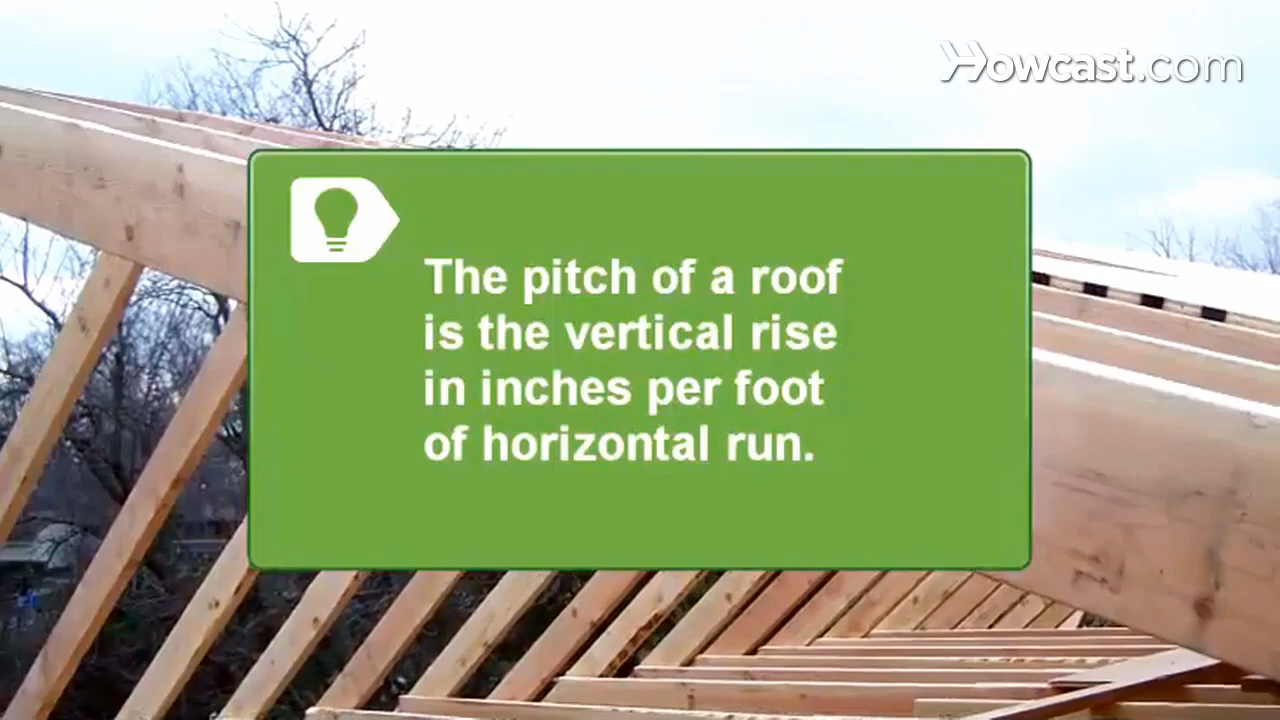 Howcast.com
The pitch of a roof
is the vertical rise
in inches per foot
of horizontal run.